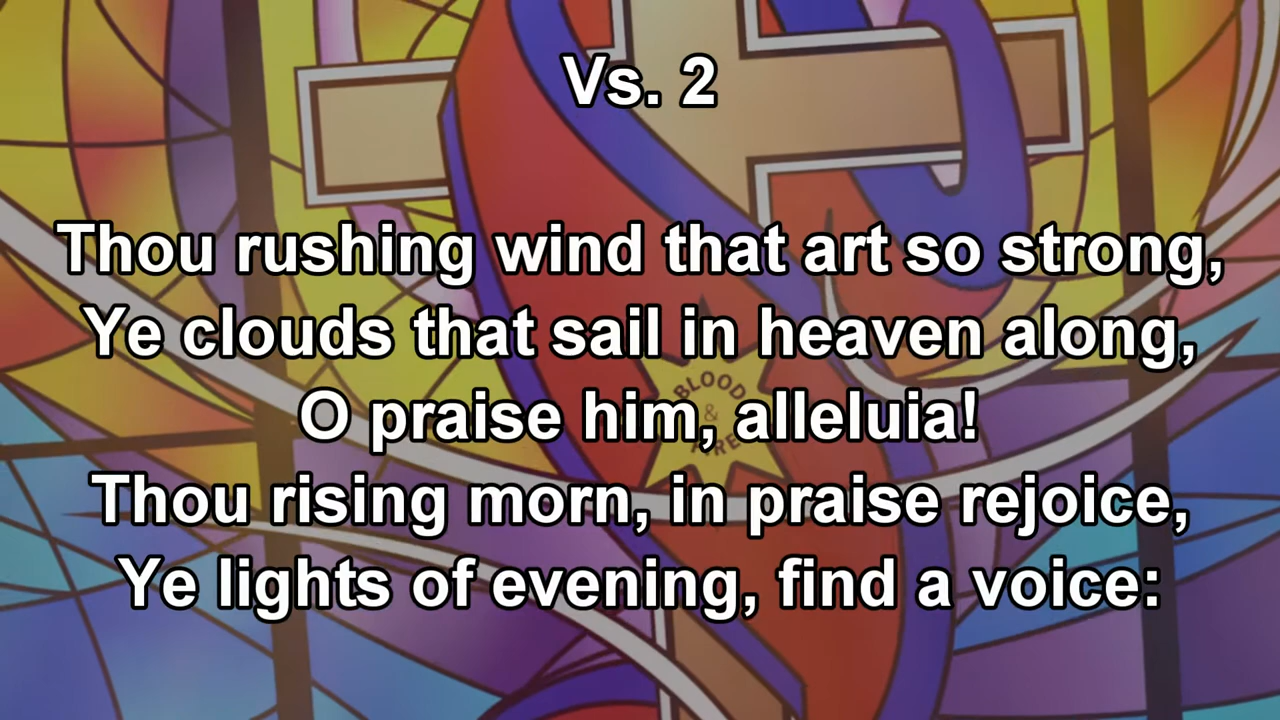 Vs. 2
Thou rushing wind that art so strong,
Ye clouds that sail in heaven along,
O praise him, alleluia!
Thou rising morn, in praise rejoice,
Ye lights of evening, find a voice:
BLOOD
&